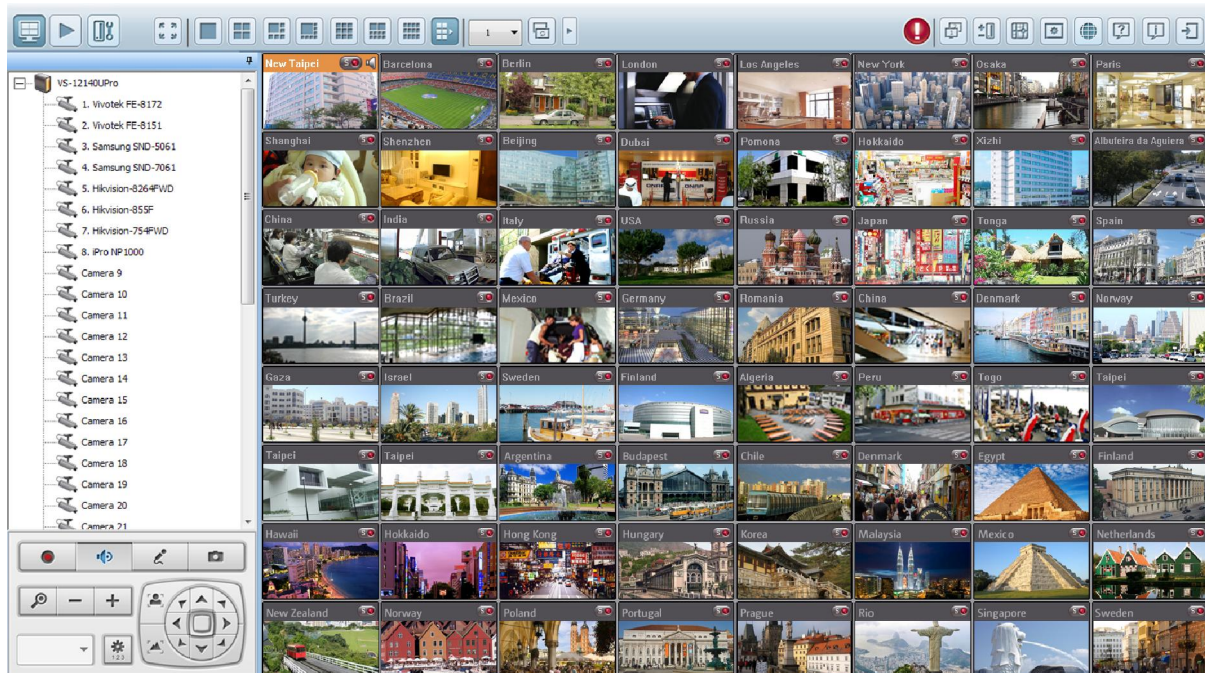 1
VS-12140UPro
1. Vivotek FE-8172
2. Vivotek FE-8151
3. Samsung SND-5061
4. Samsung SND-7061
5. Hikvision-8264FWD
6. Hikvision-855F
7. Hikvision-754FWD
8. iPro NP1000
Camera 9
Camera 10
Camera 11
Camera 12
Camera 13
Camera 14
Camera 15
Camera 16
Camera 17
Camera 18
Camera 19
Camera 20
Camera 21
123
New Taipei Barcelona Berlin London Los Angeles New York Osaka Paris
Shanghai Shenzhen Beijing Dubai Pomona Hokkaido Xizhi Albufeira da Aguiera
China India Italy USA Russia Japan Tonga Spain
Turkey Brazil Mexico Germany Romania China Denmark Norway
Gaza Israel Sweden Finland Algeria Peru Togo Taipei
Taipei Taipei Argentina Budapest Chile Denmark Egypt Finland
Hawaii Hokkaido Hong Kong Hungary Korea Malaysia Mexico Netherlands
New Zealand Norway Poland Portugal Prague Rio Singapore Sweden